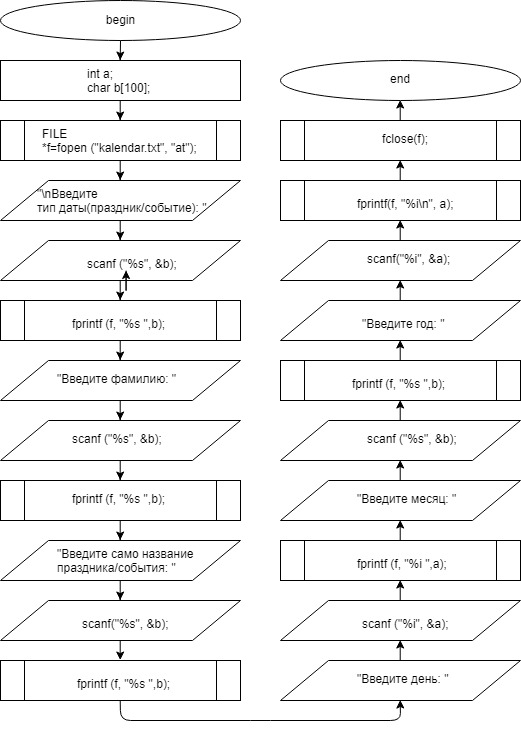 begin
int a;
char b[100];
FILE
*f=fopen ("kalendar.txt", "at");
"\nВведите
тип даты(праздник/событие): "
scanf ("%s", &b);
fprintf (f, "%s ",b);
"Введите фамилию: "
scanf ("%s", &b);
fprintf (f, "%s ",b);
"Введите само название
праздника/события: "
scanf("%s", &b);
fprintf (f, "%s ",b);
"Введите день: "
scanf ("%i", &a);
fprintf (f, "%i ",a);
"Введите месяц: "
scanf ("%s", &b);
fprintf (f, "%s ",b);
"Введите год: "
scanf("%i", &a);
fprintf(f, "%i\n", a);
fclose(f);
end